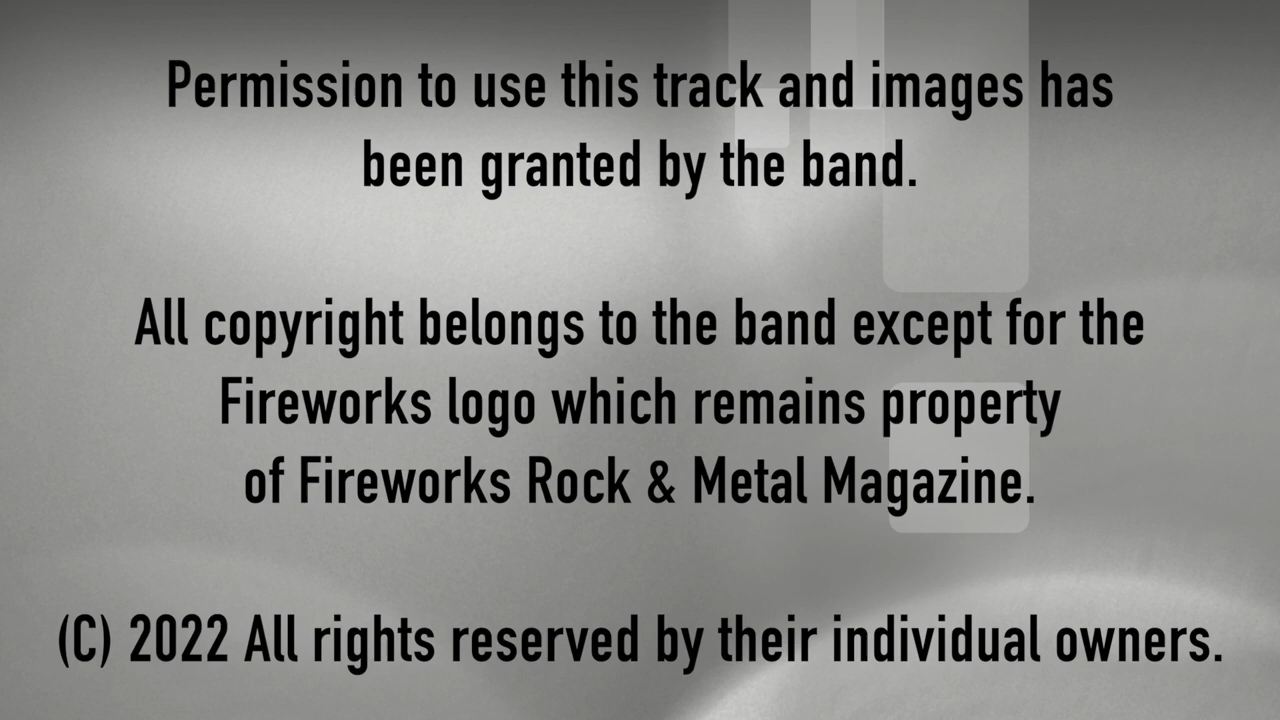 Permission to use this track and images has
been granted by the band.
All copyright belongs to the band except for the
Fireworks logo which remains property
of Fireworks Rock & Metal Magazine.
(C) 2022 All rights reserved by their individual owners.